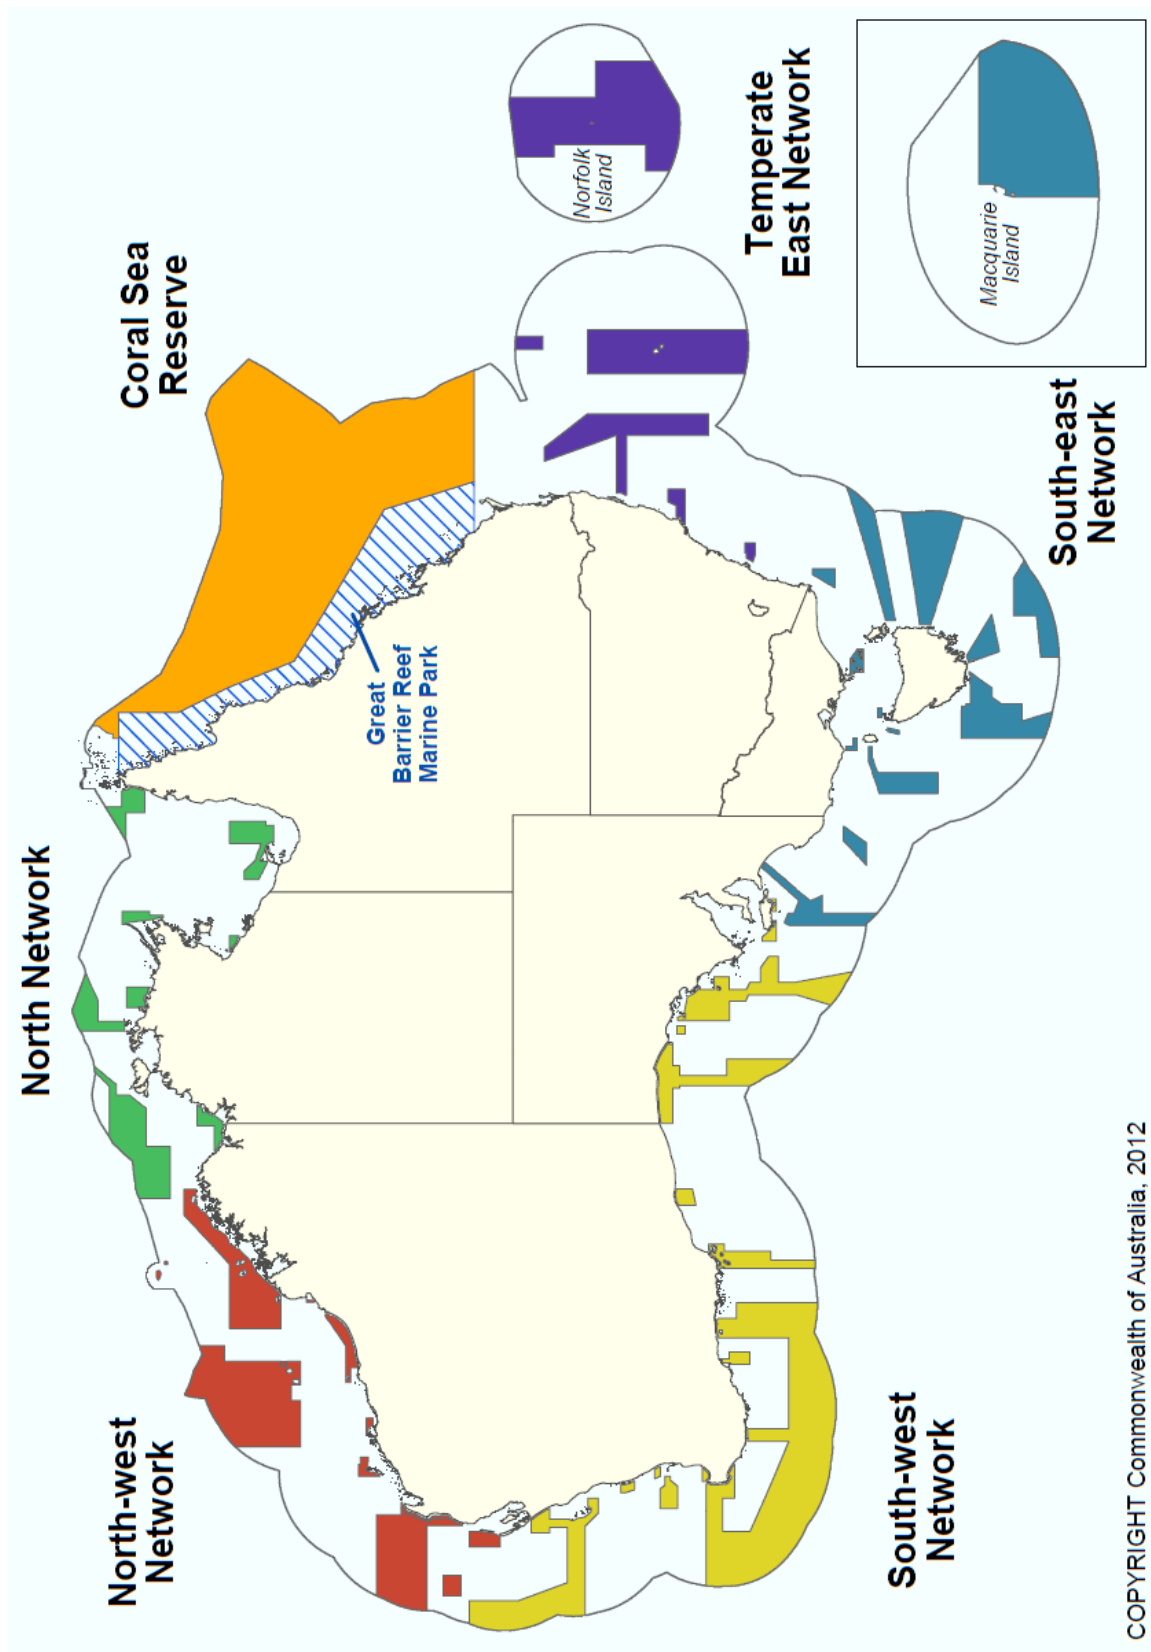 North Network
Coral Sea
Reserve
North-west
Network
Great
Barrier Reef
Marine Park
Norfolk
Island
Temperate
East Network
South-west
Network
South-east
Network
Macquarie
Island
COPYRIGHT Commonwealth of Australia, 2012